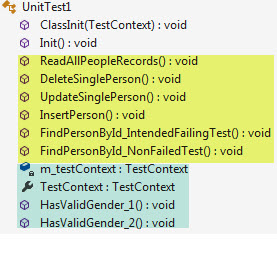 UnitTest1
ClassInit(TestContext) : void
Init() : void
ReadAllPeopleRecords() : void
DeleteSinglePerson() : void
UpdateSinglePerson() : void
InsertPerson() : void
FindPersonById_IntendedFailingTest() : void
FindPersonById_NonFailedTest() : void
m_testContext : TestContext
TestContext : TestContext
HasValidGender_1() : void
HasValidGender_2() : void